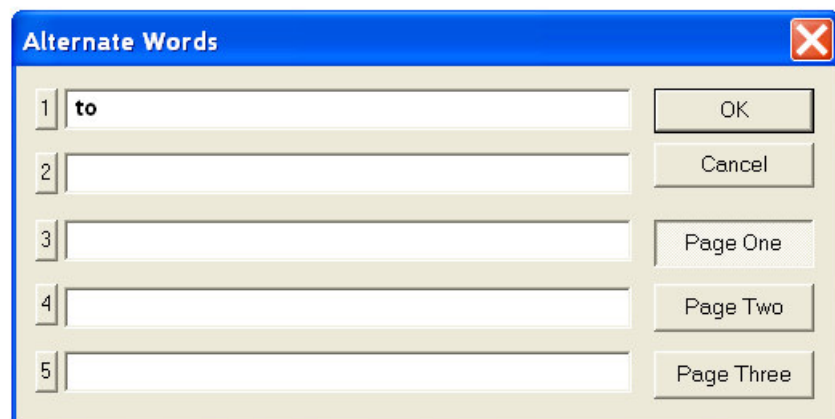 Alternate Words
1 to OK
2 Cancel
3 Page One
4 Page Two
5 Page Three